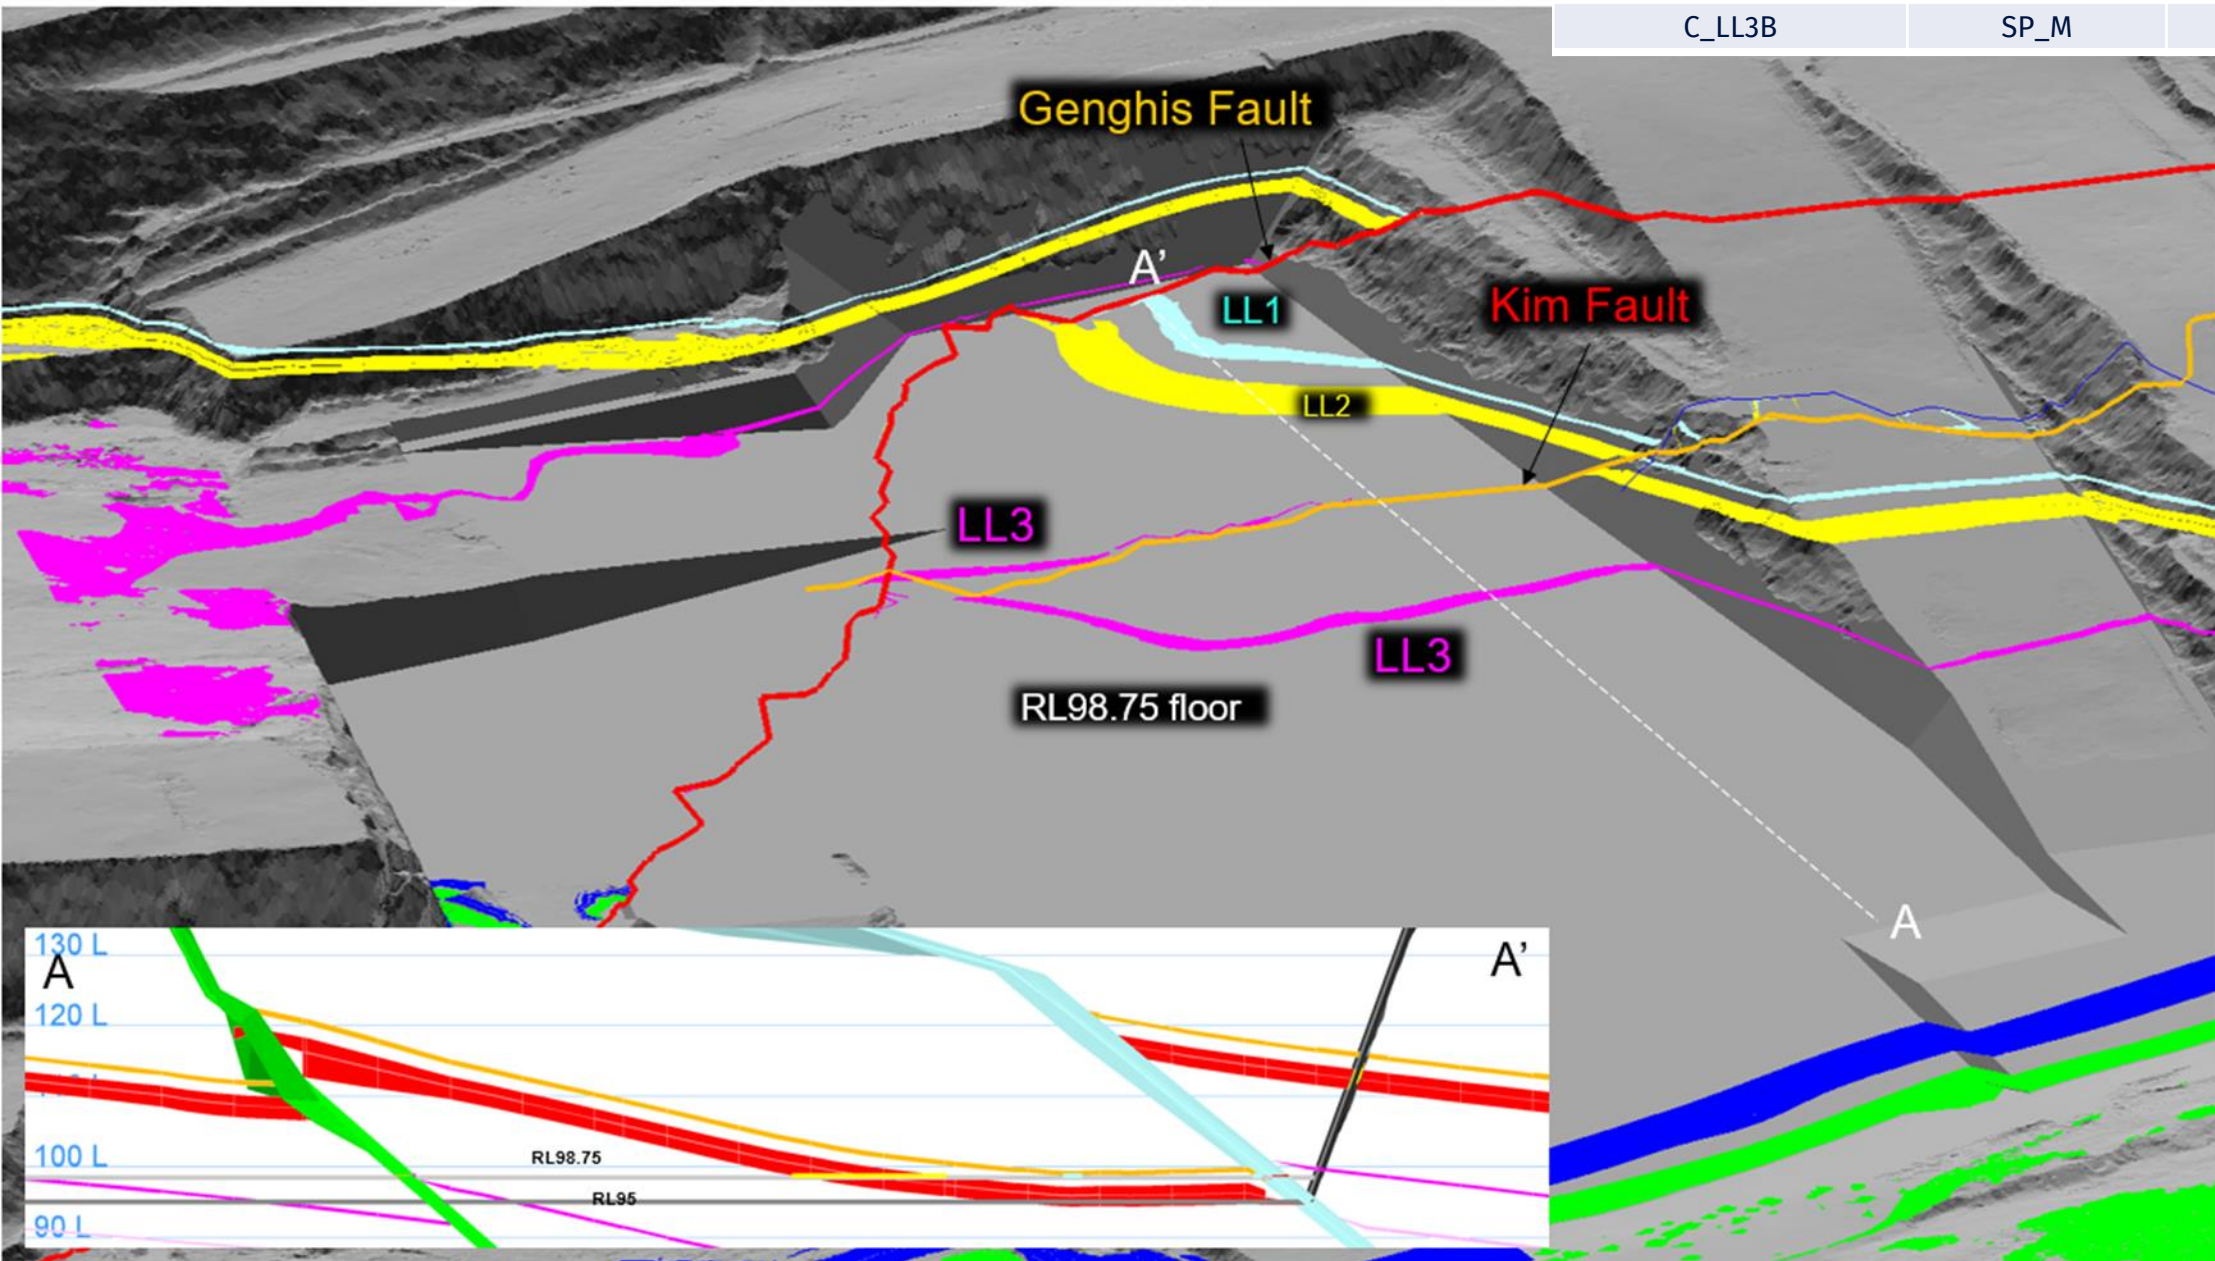 C_LL3B SP_M
Genghis Fault
A’
LL1
Kim Fault
LL2
LL3
LL3
RL98.75 floor
A
130 L
A
A’
120 L
100 L
RL98.75
RL95
90 L